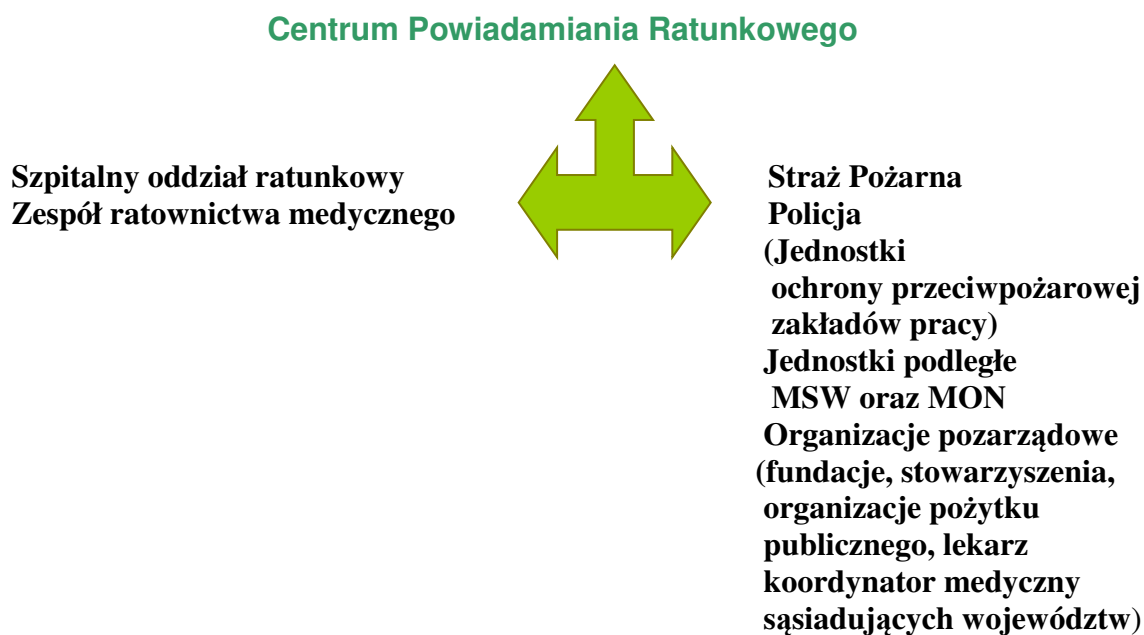 Centrum Powiadamiania Ratunkowego
Szpitalny oddział ratunkowy
Zespół ratownictwa medycznego
Straż Pożarna
Policja
(Jednostki
ochrony przeciwpożarowej
zakładów pracy)
Jednostki podległe
MSW oraz MON
Organizacje pozarządowe
(fundacje, stowarzyszenia,
organizacje pożytku
publicznego, lekarz
koordynator medyczny
sąsiadujących województw)